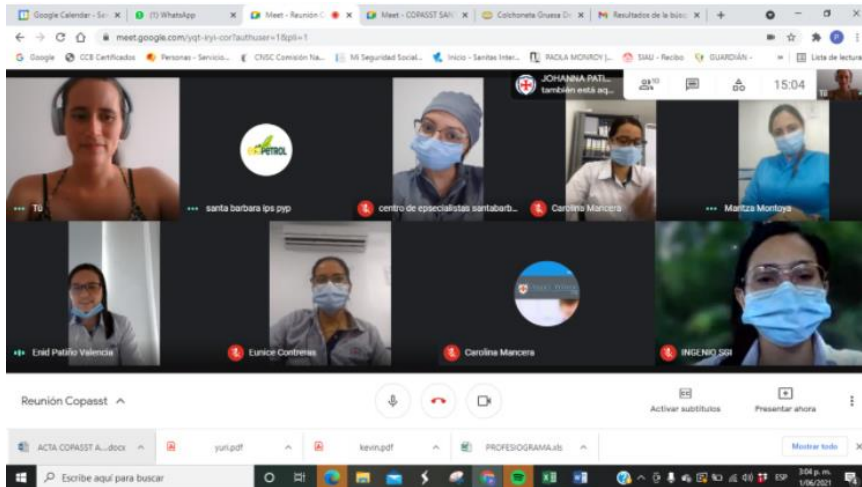 Google Calendar - Se
(1) WhatsApp
Meet - Reunión C
Meet - COPASST SAN
Colchoneta Gruesa D
Resultados de la búsq
meet.google.com/yqt-iryi-cor?authuser=1&pli=1
Google
CCB Certificados
Personas - Servicio...
CNSC Comisión Na...
Mi Seguridad Social...
Inicio - Sanitas Inter...
PAOLA MONROY J...
SIAU - Recibo
GUARDIÁN -
Lista de lectura
JOHANNA PATI...
también está aq...
10
15:04
Tú
Tú
ecoPETROL
santa barbara ips pyp
centro de epsecialistas santabarb...
Carolina Mancera
Maritza Montoya
Enid Patiño Valencia
Eunice Contreras
Carolina Mancera
INGENIO SGI
Reunión Copasst
Activar subtítulos
Presentar ahora
ACTA COPASST A...docx
yuri.pdf
kevin.pdf
PROFESIOGRAMA.xls
Mostrar todo
Escribe aquí para buscar
ESP
3:04 p. m.
1/06/2021